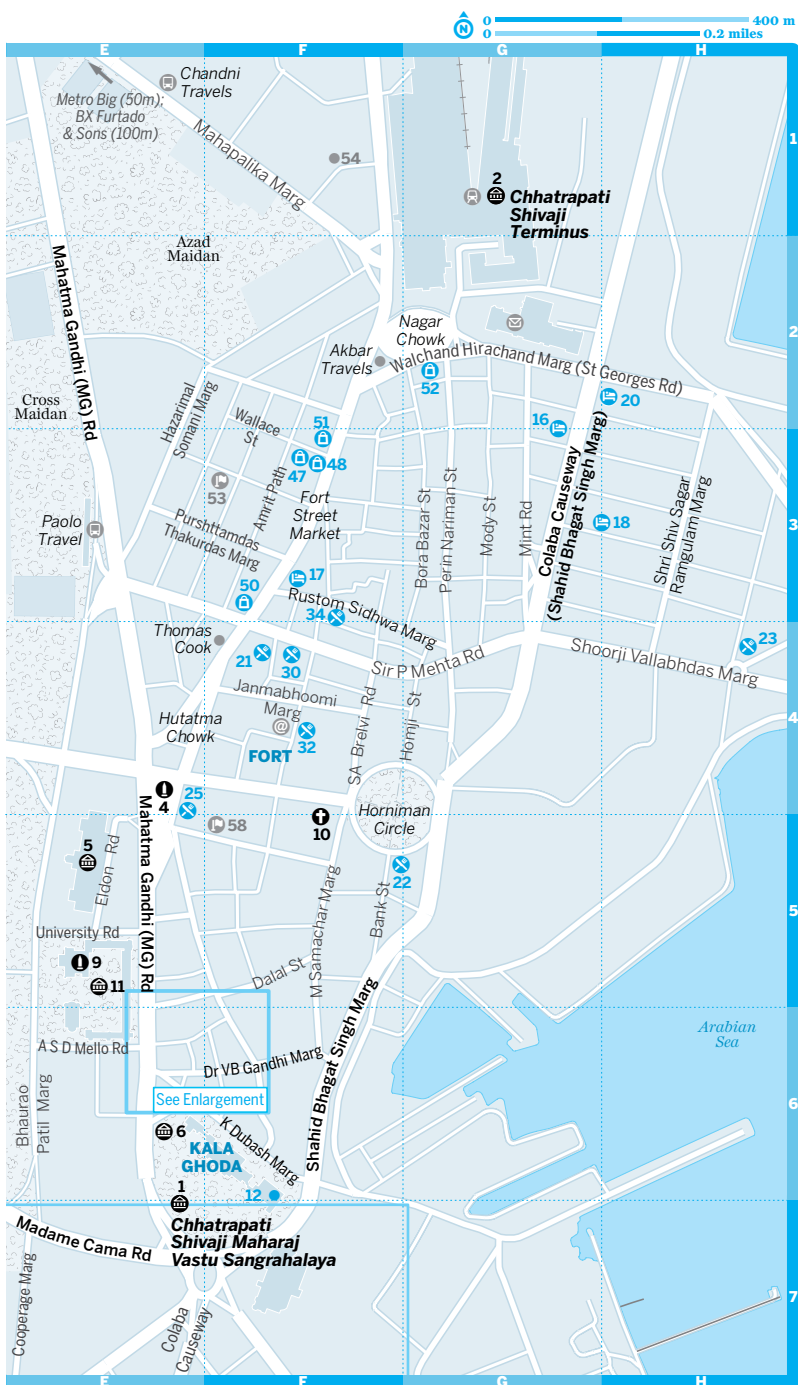 N
0 400 m
0 0.2 miles
E F G H
Chandni
Travels
Metro Big (50m);
BX Furtado
& Sons (100m)
Mahapalika Marg
54
1
2
Chhatrapati
Shivaji
Terminus
Azad
Maidan
Mahatma Gandhi (MG) Rd
Nagar
Chowk
Akbar
Travels
Walchand Hirachand Marg (St Georges Rd)
2
52
20
Cross
Maidan
Hazarimal
Somani Marg
Wallace
St
51
16
47
48
53
Amrit Path
Fort
Street
Market
Bora Bazar St
Perin Nariman St
Mody St
Mint Rd
Colaba Causeway
(Shahid Bhagat Singh Marg)
18
Shri Shiv Sagar
Ramgulam Marg
3
Paolo
Travel
Purshttamdas
Thakurdas Marg
50
17
Rustom Sidhwa Marg
34
Thomas
Cook
21
30
Sir P Mehta Rd
Shoorji Vallabhdas Marg
23
Janmabhoomi
Marg
@
32
Hutatma
Chowk
FORT
SA Brelvi Rd
Homji St
4
4
25
58
10
Horniman
Circle
Mahatma Gandhi (MG) Rd
5
Eldon Rd
22
Bank St
M Samachar Marg
5
University Rd
9
11
Dalal St
Shahid Bhagat Singh Marg
Arabian
Sea
A S D Mello Rd
Dr VB Gandhi Marg
See Enlargement
Bhaurao
Patil Marg
6
6
K Dubash Marg
KALA
GHODA
1
12
Chhatrapati
Shivaji Maharaj
Vastu Sangrahalaya
Madame Cama Rd
Cooperage Marg
Colaba
Causeway
7
E F G H